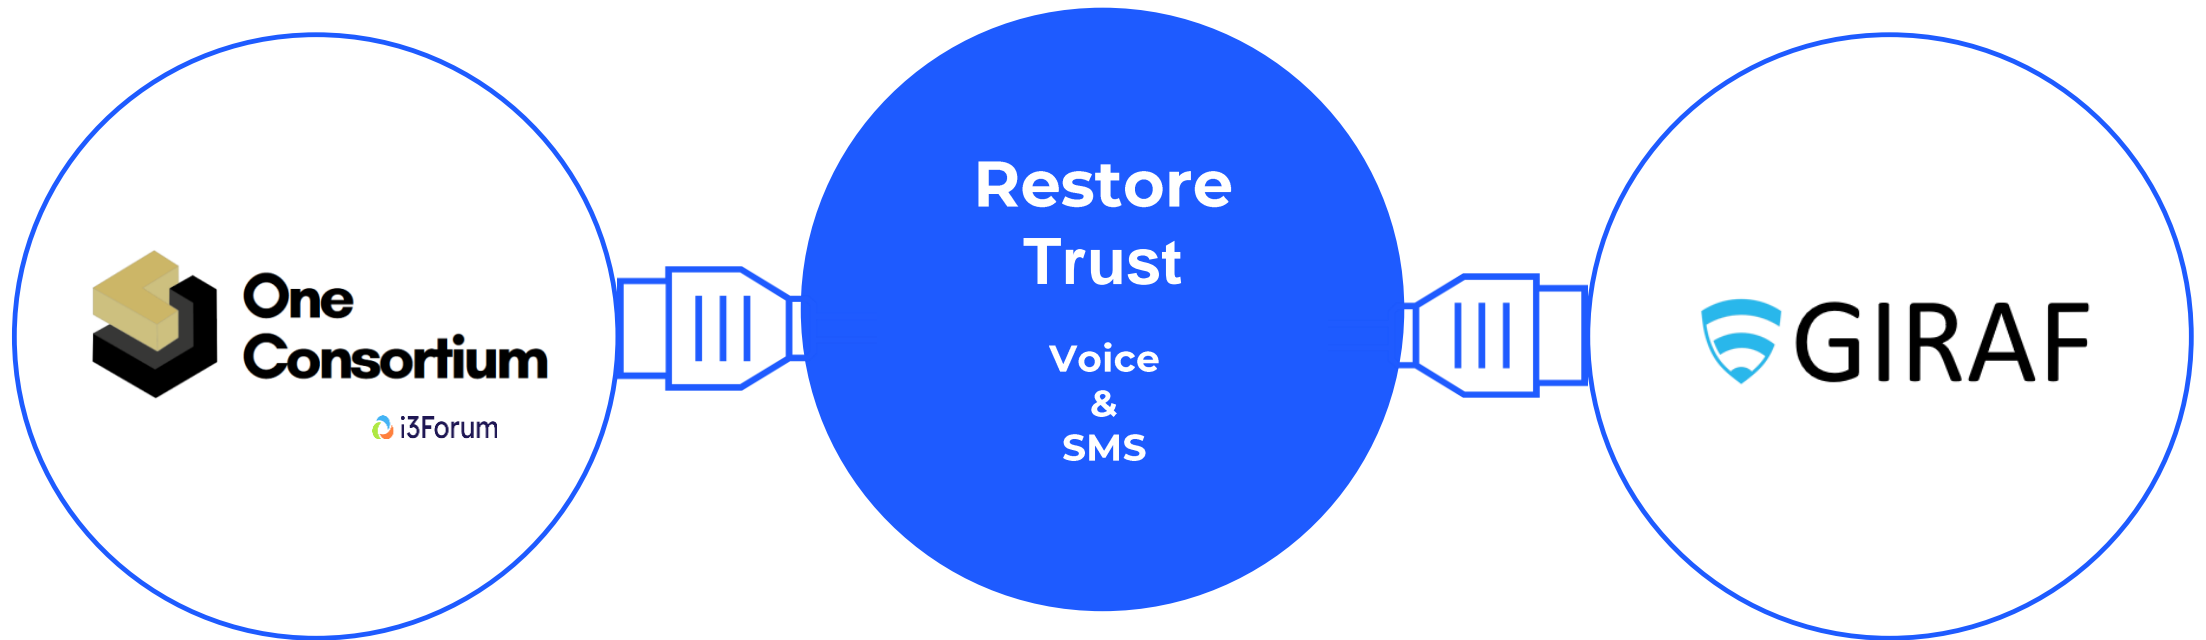 One
Consortium
i3Forum
Restore
Trust
Voice
&
SMS
GIRAF